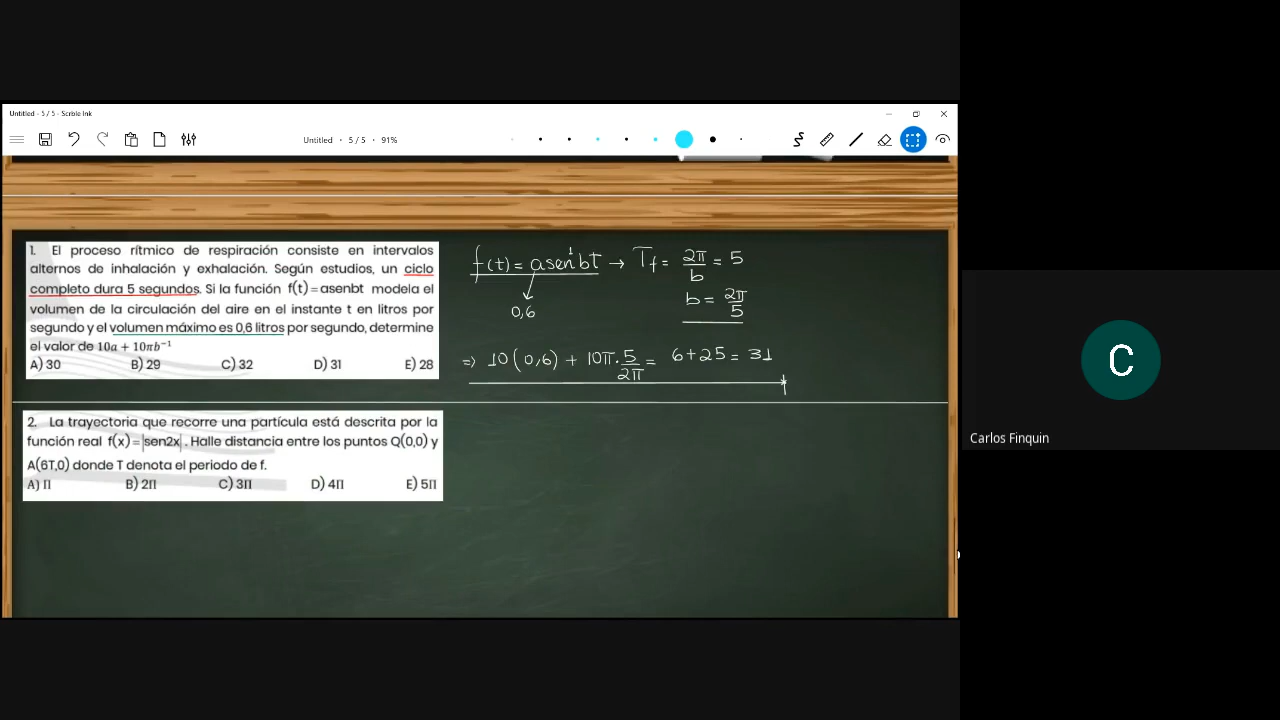 Untitled - 5 / 5 - Scrble Ink
Untitled · 5 / 5 · 91%
1. El proceso rítmico de respiración consiste en intervalos
alternos de inhalación y exhalación. Según estudios, un ciclo
completo dura 5 segundos. Si la función f(t)=asenbt modela el
volumen de la circulación del aire en el instante t en litros por
segundo y el volumen máximo es 0,6 litros por segundo, determine
el valor de 10a + 10πb⁻¹
A) 30 B) 29 C) 32 D) 31 E) 28
f(t) = asen¹bt → Tf = 2π/b = 5
0,6
b = 2π/5
⇒ 10(0,6) + 10π·5/2π = 6+25 = 31
2. La trayectoria que recorre una partícula está descrita por la
función real f(x)=|sen2x|. Halle distancia entre los puntos Q(0,0) y
A(6T,0) donde T denota el periodo de f.
A) Π B) 2Π C) 3Π D) 4Π E) 5Π
C
Carlos Finquin